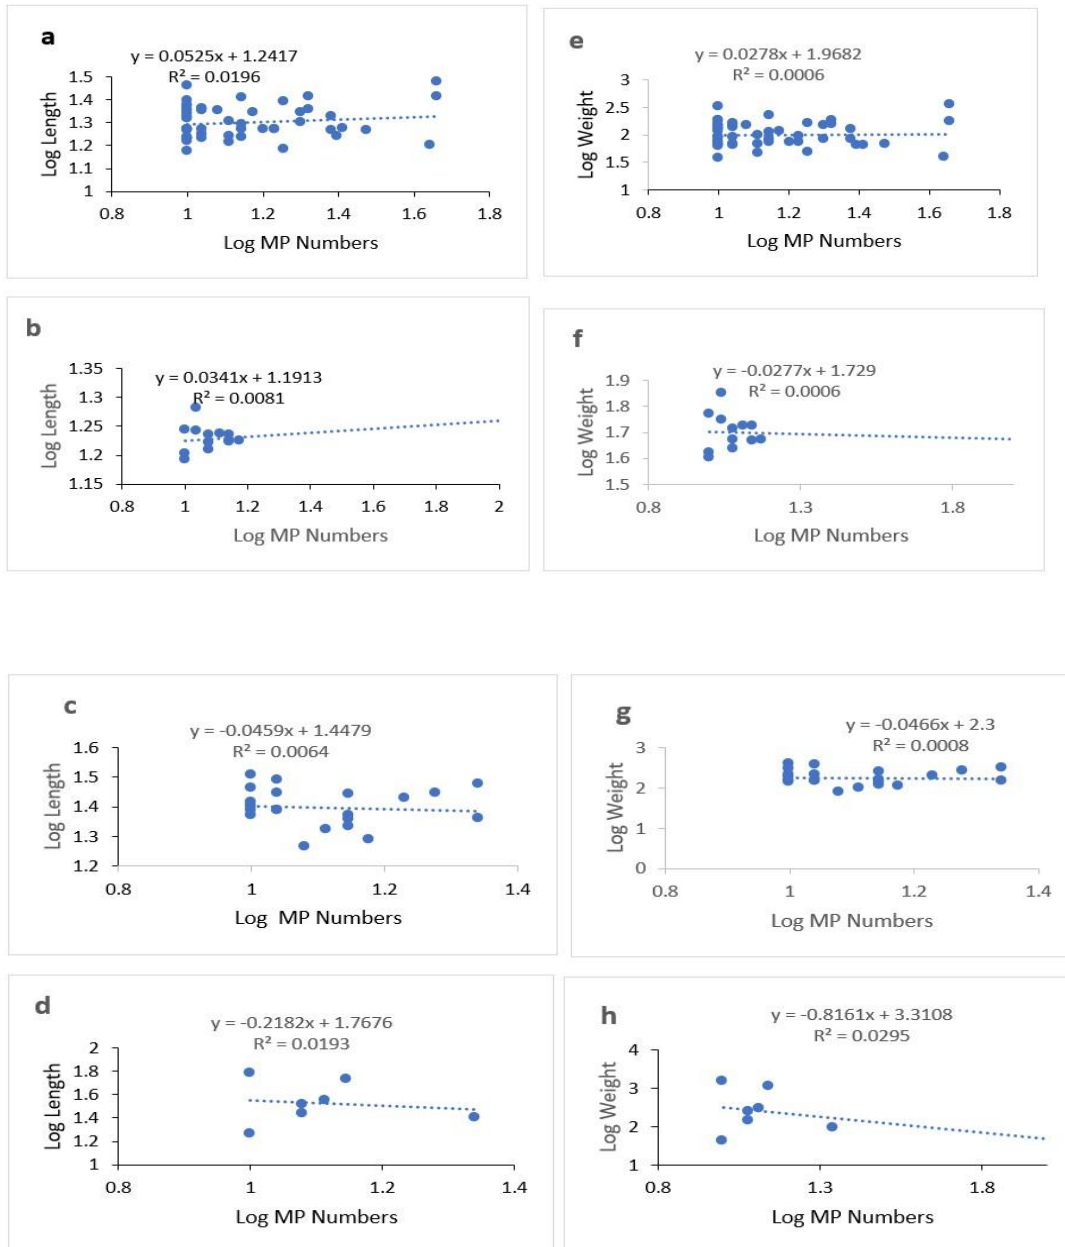 a
y = 0.0525x + 1.2417
R² = 0.0196
1.5
1.4
1.3
1.2
1.1
1
Log Length
0.8 1 1.2 1.4 1.6 1.8
Log MP Numbers
e
y = 0.0278x + 1.9682
R² = 0.0006
3
2.5
2
1.5
1
Log Weight
0.8 1 1.2 1.4 1.6 1.8
Log MP Numbers
b
y = 0.0341x + 1.1913
R² = 0.0081
1.35
1.3
1.25
1.2
1.15
Log Length
0.8 1 1.2 1.4 1.6 1.8 2
Log MP Numbers
f
y = -0.0277x + 1.729
R² = 0.0006
1.9
1.8
1.7
1.6
1.5
Log Weight
0.8 1.3 1.8
Log MP Numbers
c
y = -0.0459x + 1.4479
R² = 0.0064
1.6
1.5
1.4
1.3
1.2
Log Length
0.8 1 1.2 1.4
Log MP Numbers
g
y = -0.0466x + 2.3
R² = 0.0008
3
2
1
0
Log Weight
0.8 1 1.2 1.4
Log MP Numbers
d
y = -0.2182x + 1.7676
R² = 0.0193
2
1.8
1.6
1.4
1.2
1
Log Length
0.8 1 1.2 1.4
Log MP Numbers
h
y = -0.8161x + 3.3108
R² = 0.0295
4
3
2
1
Log Weight
0.8 1.3 1.8
Log MP Numbers